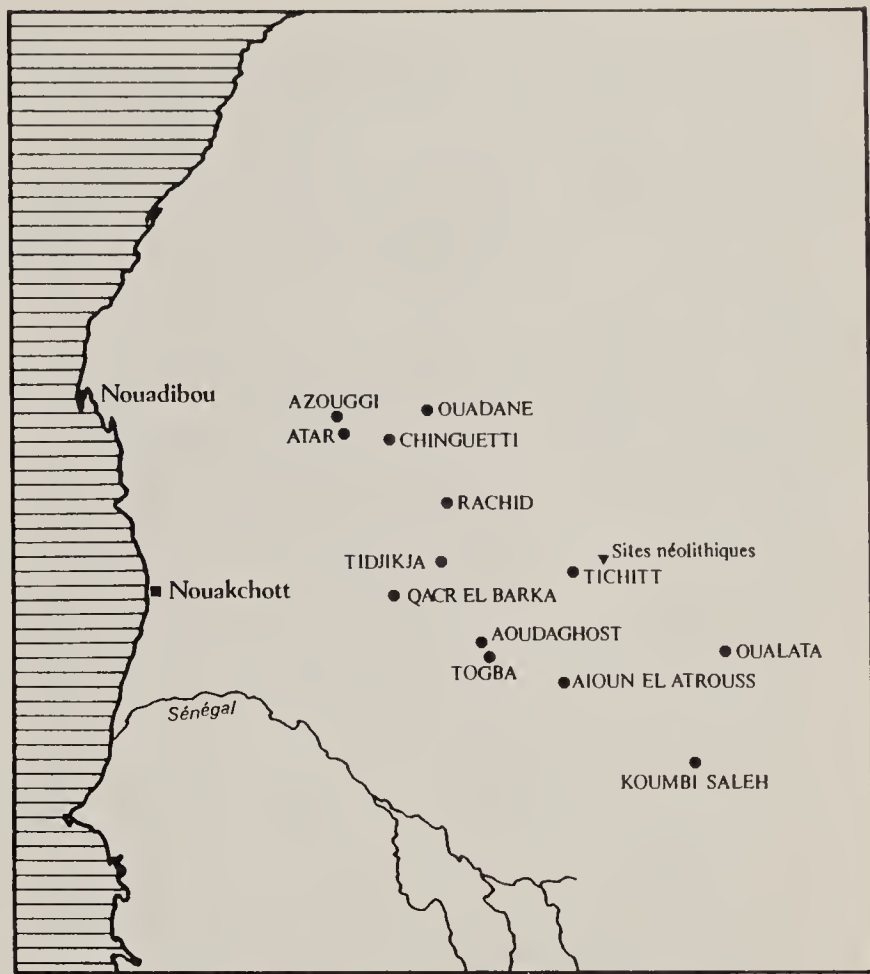 Nouadibou
AZOUGGI
OUADANE
ATAR
CHINGUETTI
RACHID
Sites néolithiques
TIDJIKJA
TICHITT
Nouakchott
QACR EL BARKA
AOUDAGHOST
OUALATA
TOGBA
AIOUN EL ATROUSS
Sénégal
KOUMBI SALEH